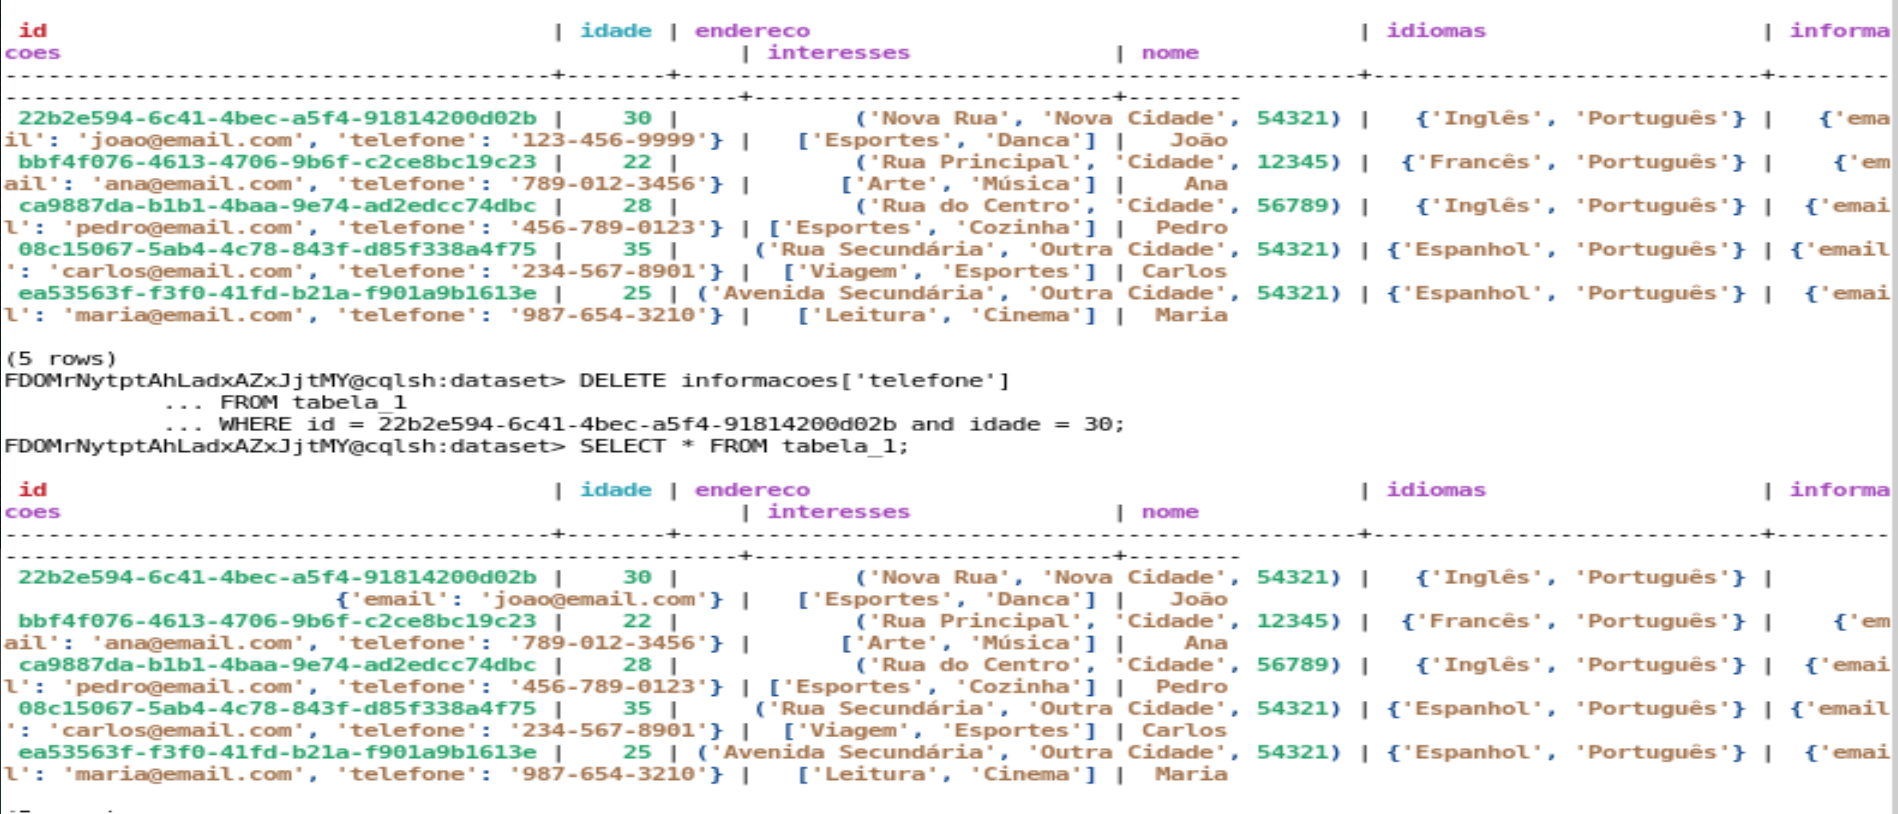 id | idade | endereco | idiomas | informa
coes | interesses | nome
--------------------------------------+------+-----------------------------------------------+---------------------------+--------
---------------------------------------------------+-------------------------+--------
22b2e594-6c41-4bec-a5f4-91814200d02b | 30 | ('Nova Rua', 'Nova Cidade', 54321) | {'Inglês', 'Português'} | {'ema
il': 'joao@email.com', 'telefone': '123-456-9999'} | ['Esportes', 'Danca'] | João
bbf4f076-4613-4706-9b6f-c2ce8bc19c23 | 22 | ('Rua Principal', 'Cidade', 12345) | {'Francês', 'Português'} | {'em
ail': 'ana@email.com', 'telefone': '789-012-3456'} | ['Arte', 'Música'] | Ana
ca9887da-b1b1-4baa-9e74-ad2edcc74dbc | 28 | ('Rua do Centro', 'Cidade', 56789) | {'Inglês', 'Português'} | {'emai
l': 'pedro@email.com', 'telefone': '456-789-0123'} | ['Esportes', 'Cozinha'] | Pedro
08c15067-5ab4-4c78-843f-d85f338a4f75 | 35 | ('Rua Secundária', 'Outra Cidade', 54321) | {'Espanhol', 'Português'} | {'email
': 'carlos@email.com', 'telefone': '234-567-8901'} | ['Viagem', 'Esportes'] | Carlos
ea53563f-f3f0-41fd-b21a-f901a9b1613e | 25 | ('Avenida Secundária', 'Outra Cidade', 54321) | {'Espanhol', 'Português'} | {'emai
l': 'maria@email.com', 'telefone': '987-654-3210'} | ['Leitura', 'Cinema'] | Maria
(5 rows)
FDOMrNytptAhLadxAZxJjtMY@cqlsh:dataset> DELETE informacoes['telefone']
... FROM tabela_1
... WHERE id = 22b2e594-6c41-4bec-a5f4-91814200d02b and idade = 30;
FDOMrNytptAhLadxAZxJjtMY@cqlsh:dataset> SELECT * FROM tabela_1;
id | idade | endereco | idiomas | informa
coes | interesses | nome
--------------------------------------+------+-----------------------------------------------+---------------------------+--------
---------------------------------------------------+-------------------------+--------
22b2e594-6c41-4bec-a5f4-91814200d02b | 30 | ('Nova Rua', 'Nova Cidade', 54321) | {'Inglês', 'Português'} |
{'email': 'joao@email.com'} | ['Esportes', 'Danca'] | João
bbf4f076-4613-4706-9b6f-c2ce8bc19c23 | 22 | ('Rua Principal', 'Cidade', 12345) | {'Francês', 'Português'} | {'em
ail': 'ana@email.com', 'telefone': '789-012-3456'} | ['Arte', 'Música'] | Ana
ca9887da-b1b1-4baa-9e74-ad2edcc74dbc | 28 | ('Rua do Centro', 'Cidade', 56789) | {'Inglês', 'Português'} | {'emai
l': 'pedro@email.com', 'telefone': '456-789-0123'} | ['Esportes', 'Cozinha'] | Pedro
08c15067-5ab4-4c78-843f-d85f338a4f75 | 35 | ('Rua Secundária', 'Outra Cidade', 54321) | {'Espanhol', 'Português'} | {'email
': 'carlos@email.com', 'telefone': '234-567-8901'} | ['Viagem', 'Esportes'] | Carlos
ea53563f-f3f0-41fd-b21a-f901a9b1613e | 25 | ('Avenida Secundária', 'Outra Cidade', 54321) | {'Espanhol', 'Português'} | {'emai
l': 'maria@email.com', 'telefone': '987-654-3210'} | ['Leitura', 'Cinema'] | Maria